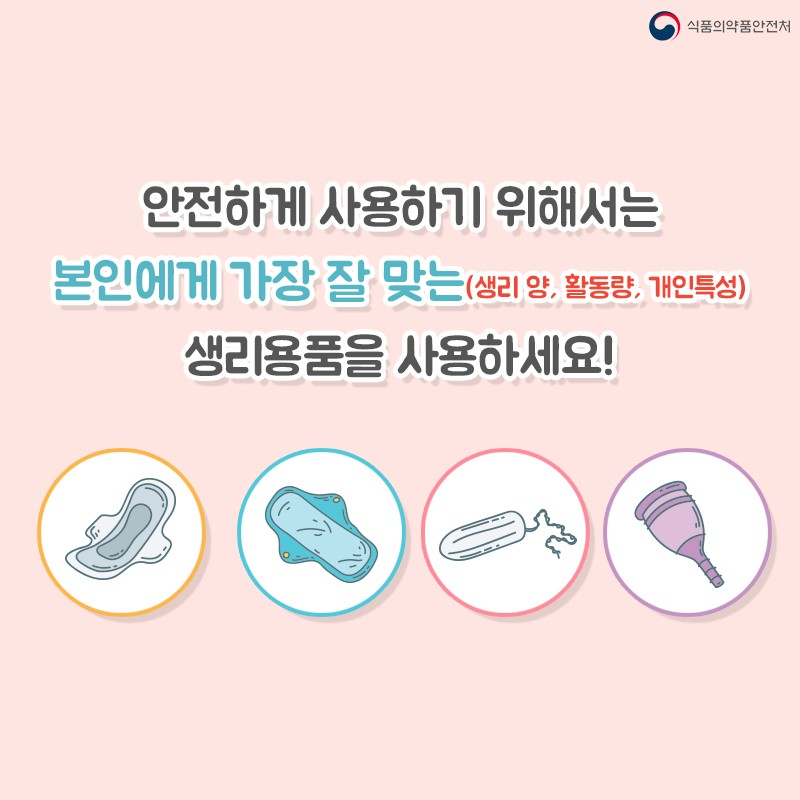 식품의약품안전처
안전하게 사용하기 위해서는
본인에게 가장 잘 맞는(생리 양, 활동량, 개인특성)
생리용품을 사용하세요!